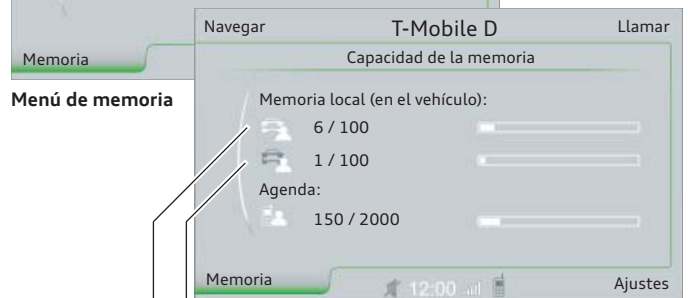 Memoria
Menú de memoria
Navegar T-Mobile D Llamar
Capacidad de la memoria
Memoria local (en el vehículo):
6 / 100
1 / 100
Agenda:
150 / 2000
Memoria 12:00 Ajustes